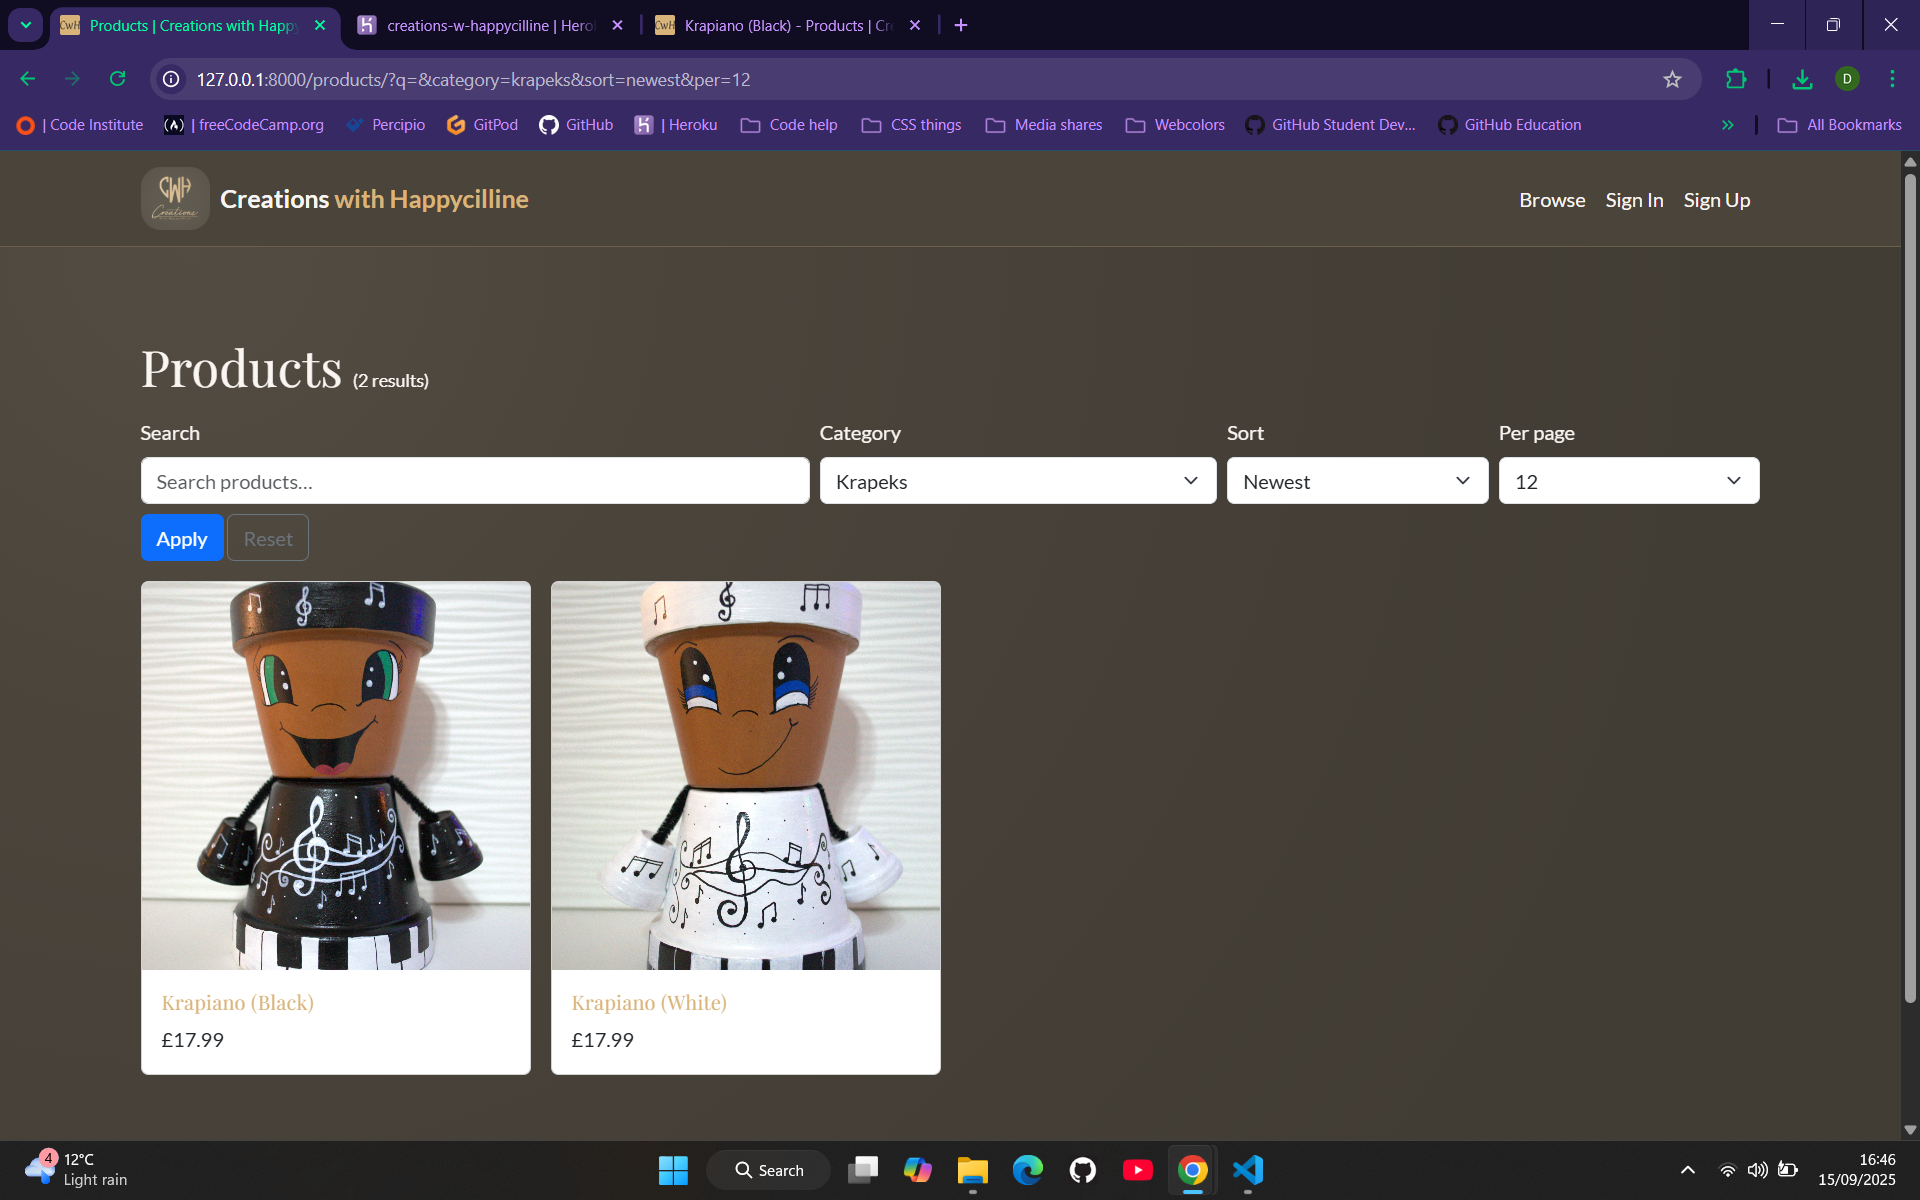 Products | Creations with Happy
creations-w-happycilline | Hero
Krapiano (Black) - Products | Cr
127.0.0.1:8000/products/?q=&category=krapeks&sort=newest&per=12
D
| Code Institute
| freeCodeCamp.org
Percipio
GitPod
GitHub
| Heroku
Code help
CSS things
Media shares
Webcolors
GitHub Student Dev...
GitHub Education
All Bookmarks
CWH
Creations
Creations with Happycilline
Browse
Sign In
Sign Up
Products (2 results)
Search
Category
Sort
Per page
Search products...
Krapeks
Newest
12
Apply
Reset
Krapiano (Black)
£17.99
Krapiano (White)
£17.99
4
12°C
Light rain
Search
16:46
15/09/2025